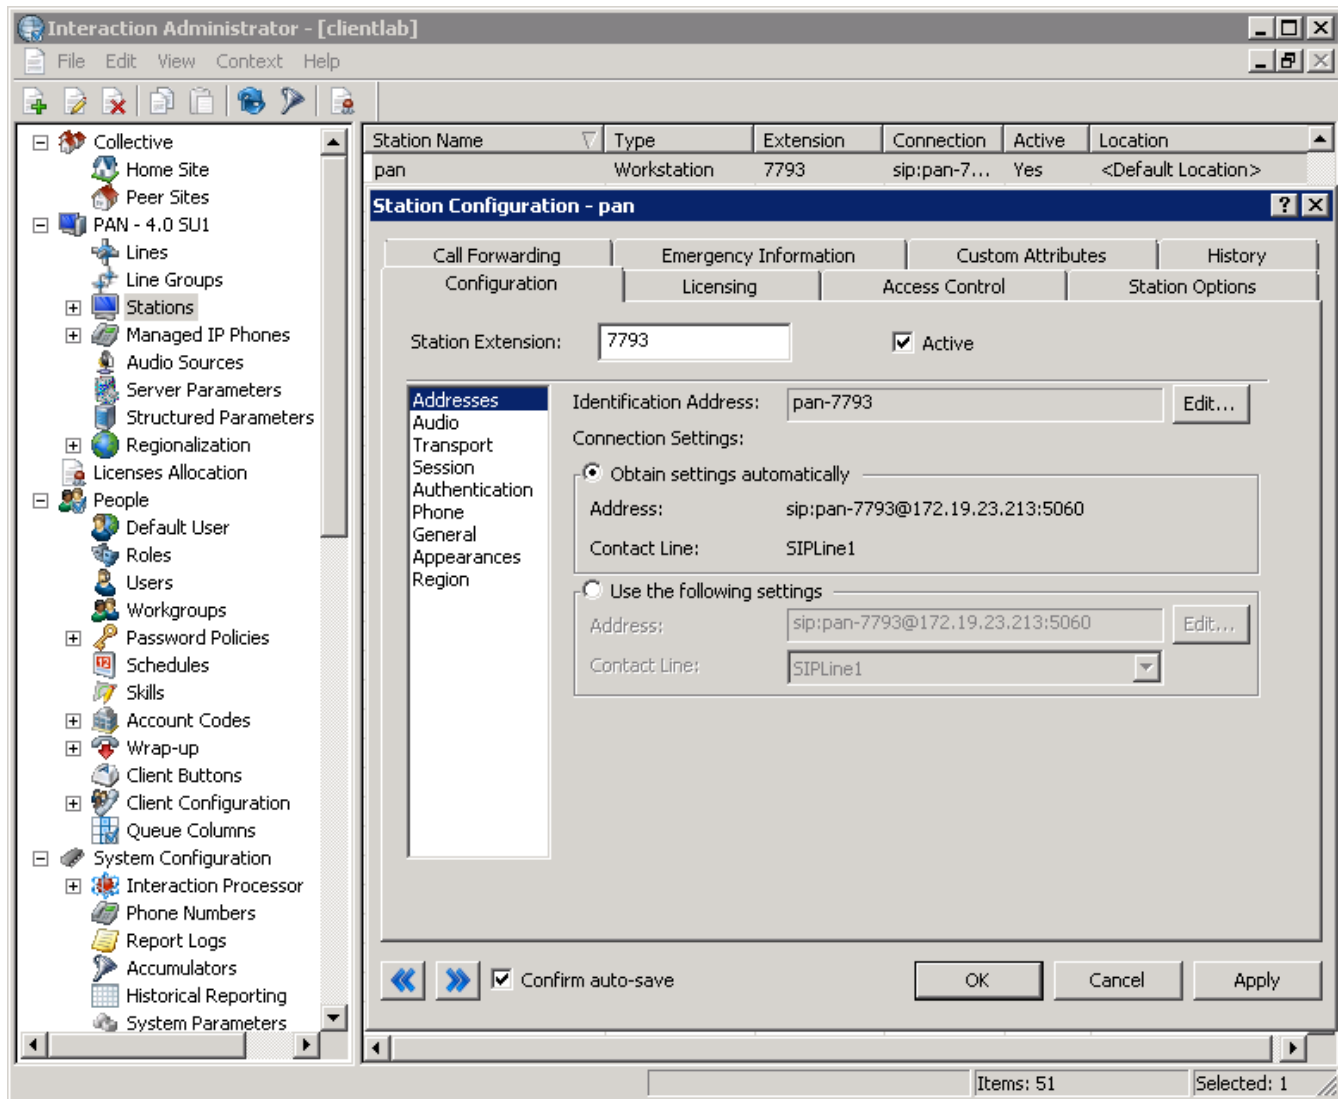 Interaction Administrator - [clientlab]
File Edit View Context Help
Collective
Home Site
Peer Sites
PAN - 4.0 SU1
Lines
Line Groups
Stations
Managed IP Phones
Audio Sources
Server Parameters
Structured Parameters
Regionalization
Licenses Allocation
People
Default User
Roles
Users
Workgroups
Password Policies
Schedules
Skills
Account Codes
Wrap-up
Client Buttons
Client Configuration
Queue Columns
System Configuration
Interaction Processor
Phone Numbers
Report Logs
Accumulators
Historical Reporting
System Parameters
Station Name Type Extension Connection Active Location
pan Workstation 7793 sip:pan-7... Yes <Default Location>
Station Configuration - pan
Call Forwarding Emergency Information Custom Attributes History
Configuration Licensing Access Control Station Options
Station Extension: 7793 Active
Addresses
Audio
Transport
Session
Authentication
Phone
General
Appearances
Region
Identification Address: pan-7793 Edit...
Connection Settings:
Obtain settings automatically
Address: sip:pan-7793@172.19.23.213:5060
Contact Line: SIPLine1
Use the following settings
Address: sip:pan-7793@172.19.23.213:5060 Edit...
Contact Line: SIPLine1
Confirm auto-save OK Cancel Apply
Items: 51 Selected: 1